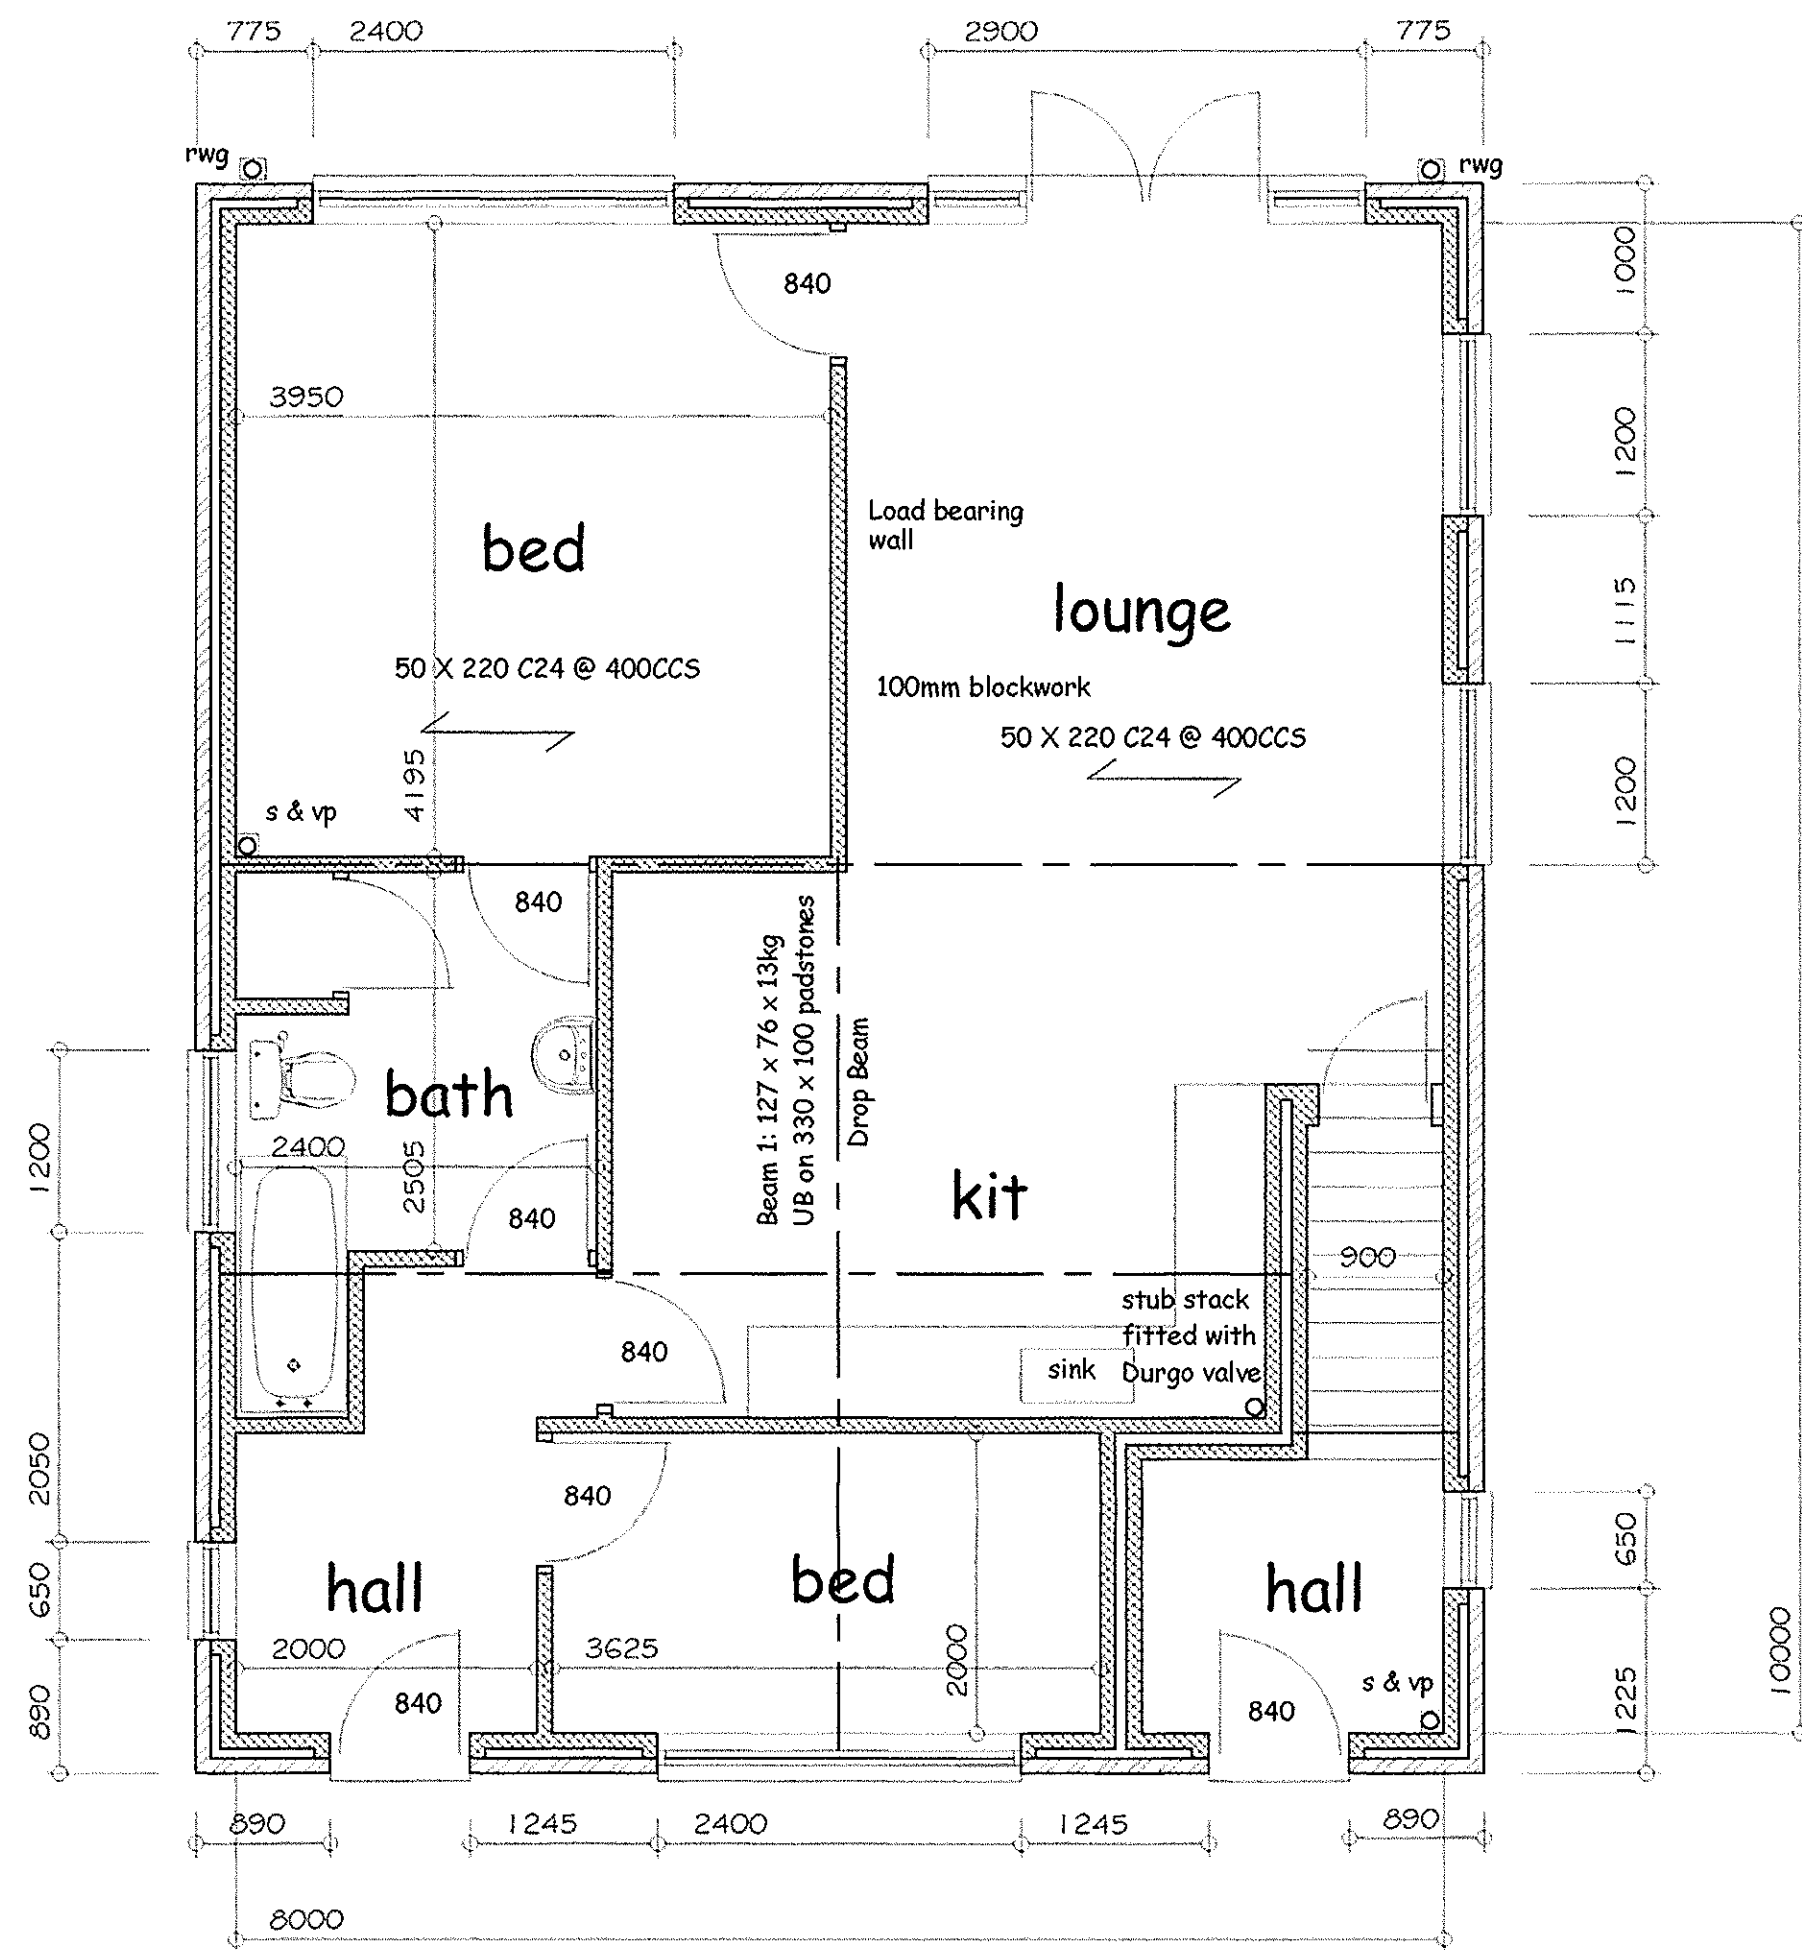 775
2400
2900
775
rwg
rwg
840
1000
3950
1200
Load bearing
wall
bed
lounge
1115
50 X 220 C24 @ 400CCS
100mm blockwork
50 X 220 C24 @ 400CCS
4195
1200
s & vp
840
Beam 1: 127 x 76 x 13kg
UB on 330 x 100 padstones
Drop Beam
bath
1200
2400
2505
kit
840
900
stub stack
fitted with
Durgo valve
sink
840
2050
840
650
hall
bed
hall
650
2000
3625
2000
10000
s & vp
890
840
840
1225
890
1245
2400
1245
890
8000